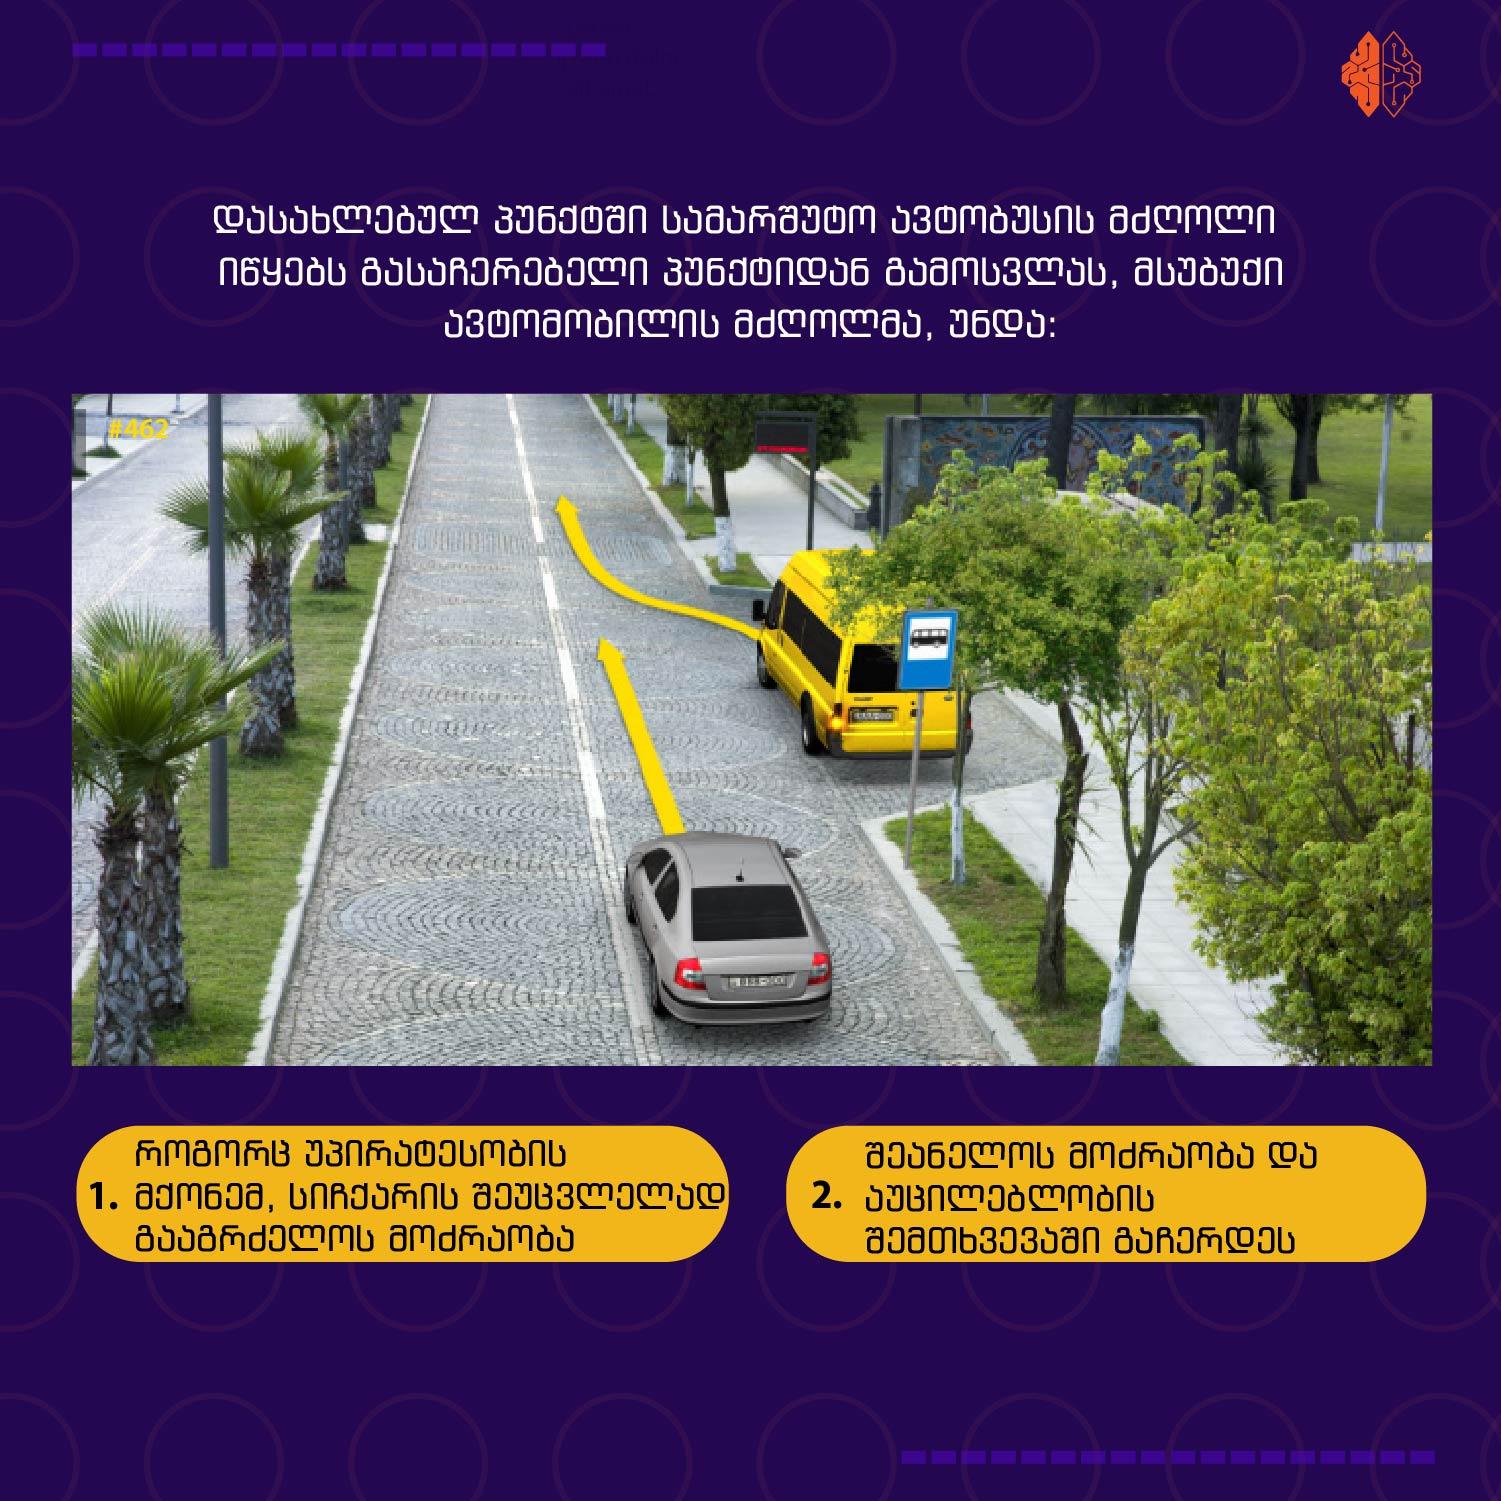 დასახლებულ პუნქტში სამარშუტო ავტობუსის მძღოლი
იწყებს გასაჩერებელი პუნქტიდან გამოსვლას, მსუბუქი
ავტომობილის მძღოლმა, უნდა:
#462
1. როგორც უპირატესობის
მქონემ, სიჩქარის შეუცვლელად
გააგრძელოს მოძრაობა
2. შეანელოს მოძრაობა და
აუცილებლობის
შემთხვევაში გაჩერდეს